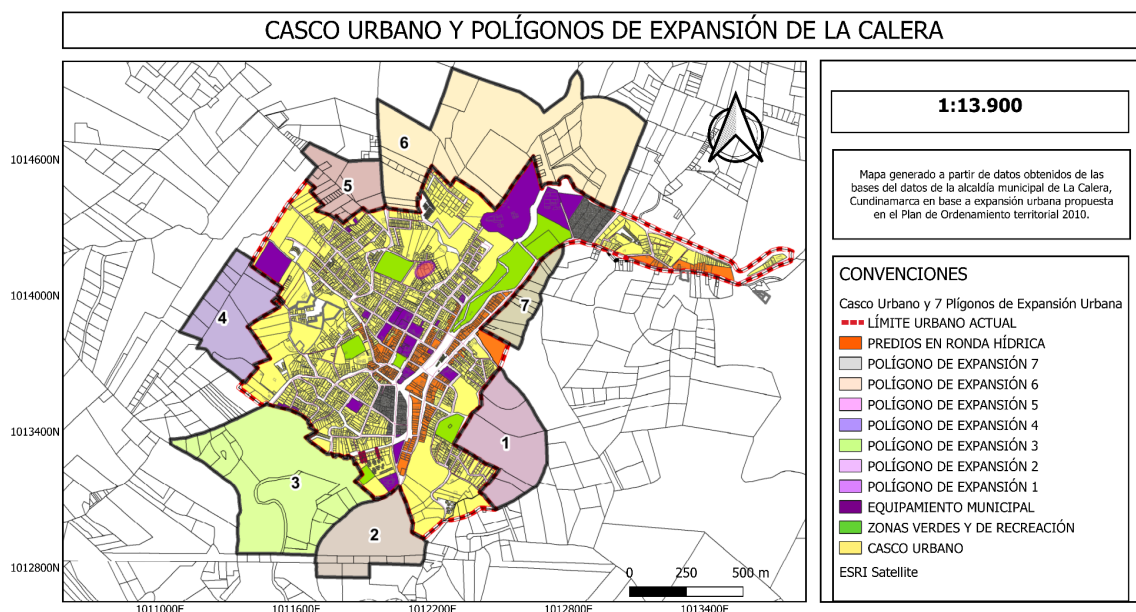 CASCO URBANO Y POLÍGONOS DE EXPANSIÓN DE LA CALERA
1:13.900
Mapa generado a partir de datos obtenidos de las
bases del datos de la alcaldía municipal de La Calera,
Cundinamarca en base a expansión urbana propuesta
en el Plan de Ordenamiento territorial 2010.
CONVENCIONES
Casco Urbano y 7 Plígonos de Expansión Urbana
LÍMITE URBANO ACTUAL
PREDIOS EN RONDA HÍDRICA
POLÍGONO DE EXPANSIÓN 7
POLÍGONO DE EXPANSIÓN 6
POLÍGONO DE EXPANSIÓN 5
POLÍGONO DE EXPANSIÓN 4
POLÍGONO DE EXPANSIÓN 3
POLÍGONO DE EXPANSIÓN 2
POLÍGONO DE EXPANSIÓN 1
EQUIPAMIENTO MUNICIPAL
ZONAS VERDES Y DE RECREACIÓN
CASCO URBANO
ESRI Satellite
1014600N
1014000N
1013400N
1012800N
6
5
7
4
1
3
2
0 250 500 m
1011000E 1011600E 1012200E 1012800E 1013400E